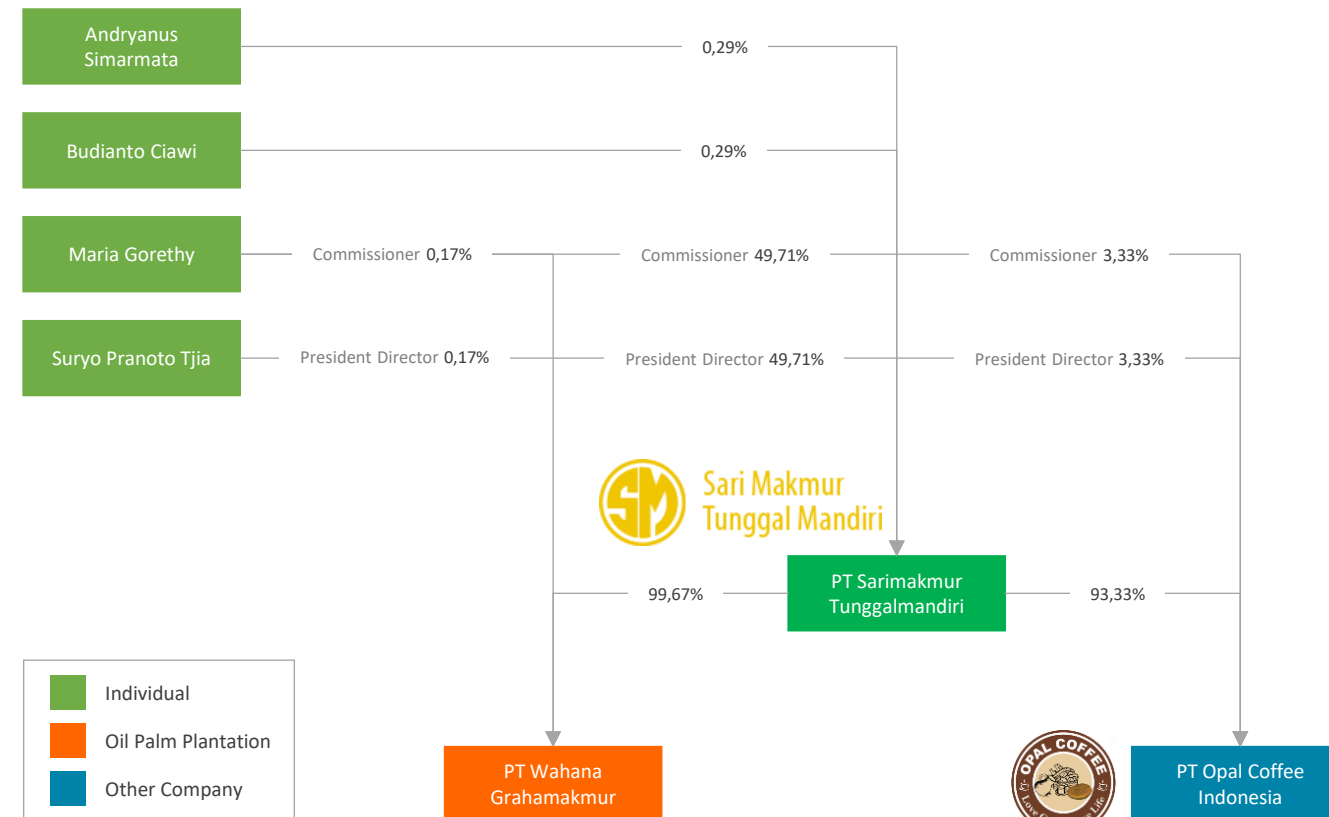 Andryanus
Simarmata
0,29%
Budianto Ciawi
0,29%
Maria Gorethy
Commissioner 0,17%
Commissioner 49,71%
Commissioner 3,33%
Suryo Pranoto Tjia
President Director 0,17%
President Director 49,71%
President Director 3,33%
SM
Sari Makmur
Tunggal Mandiri
99,67%
PT Sarimakmur
Tunggalmandiri
93,33%
Individual
Oil Palm Plantation
Other Company
PT Wahana
Grahamakmur
OPAL COFFEE
PT Opal Coffee
Indonesia